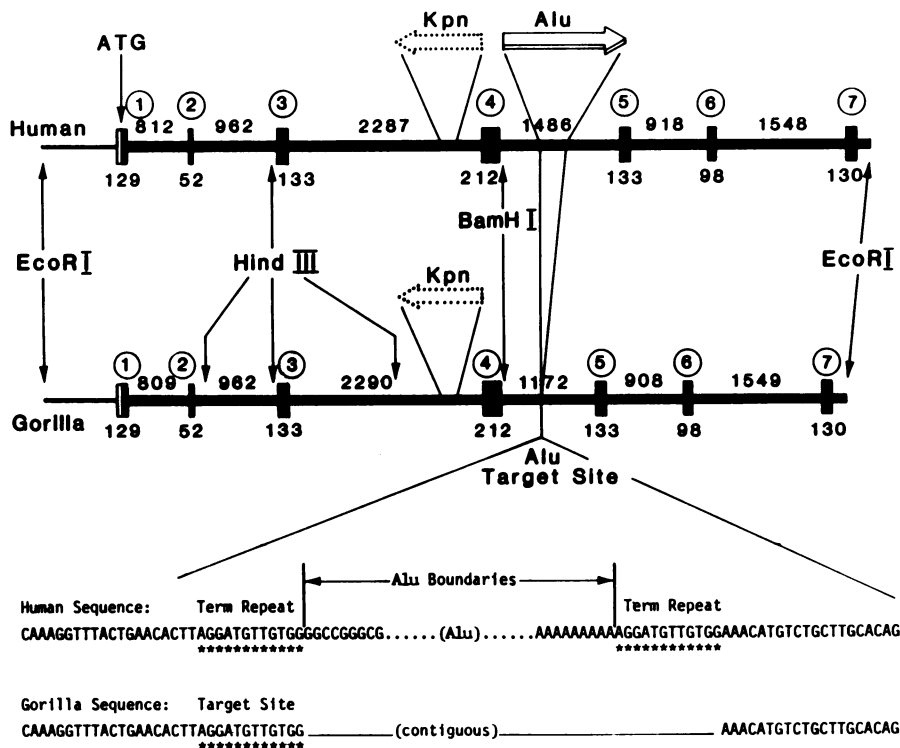 Kpn Alu
ATG
1 2 3 4 5 6 7
Human 812 962 2287 1486 918 1548
129 52 133 212 133 98 130
BamH I
EcoR I Hind III EcoR I
Kpn
1 2 3 4 5 6 7
809 962 2290 1172 908 1549
Gorilla
129 52 133 212 133 98 130
Alu
Target Site
Alu Boundaries
Human Sequence: Term Repeat Term Repeat
CAAAGGTTTACTGAACACTTAGGATGTTGTGGGGCCGGGCG......(Alu)......AAAAAAAAAAGGATGTTGTGGAAACATGTCTGCTTGCACAG
************ ************
Gorilla Sequence: Target Site
CAAAGGTTTACTGAACACTTAGGATGTTGTGG (contiguous) AAACATGTCTGCTTGCACAG
************